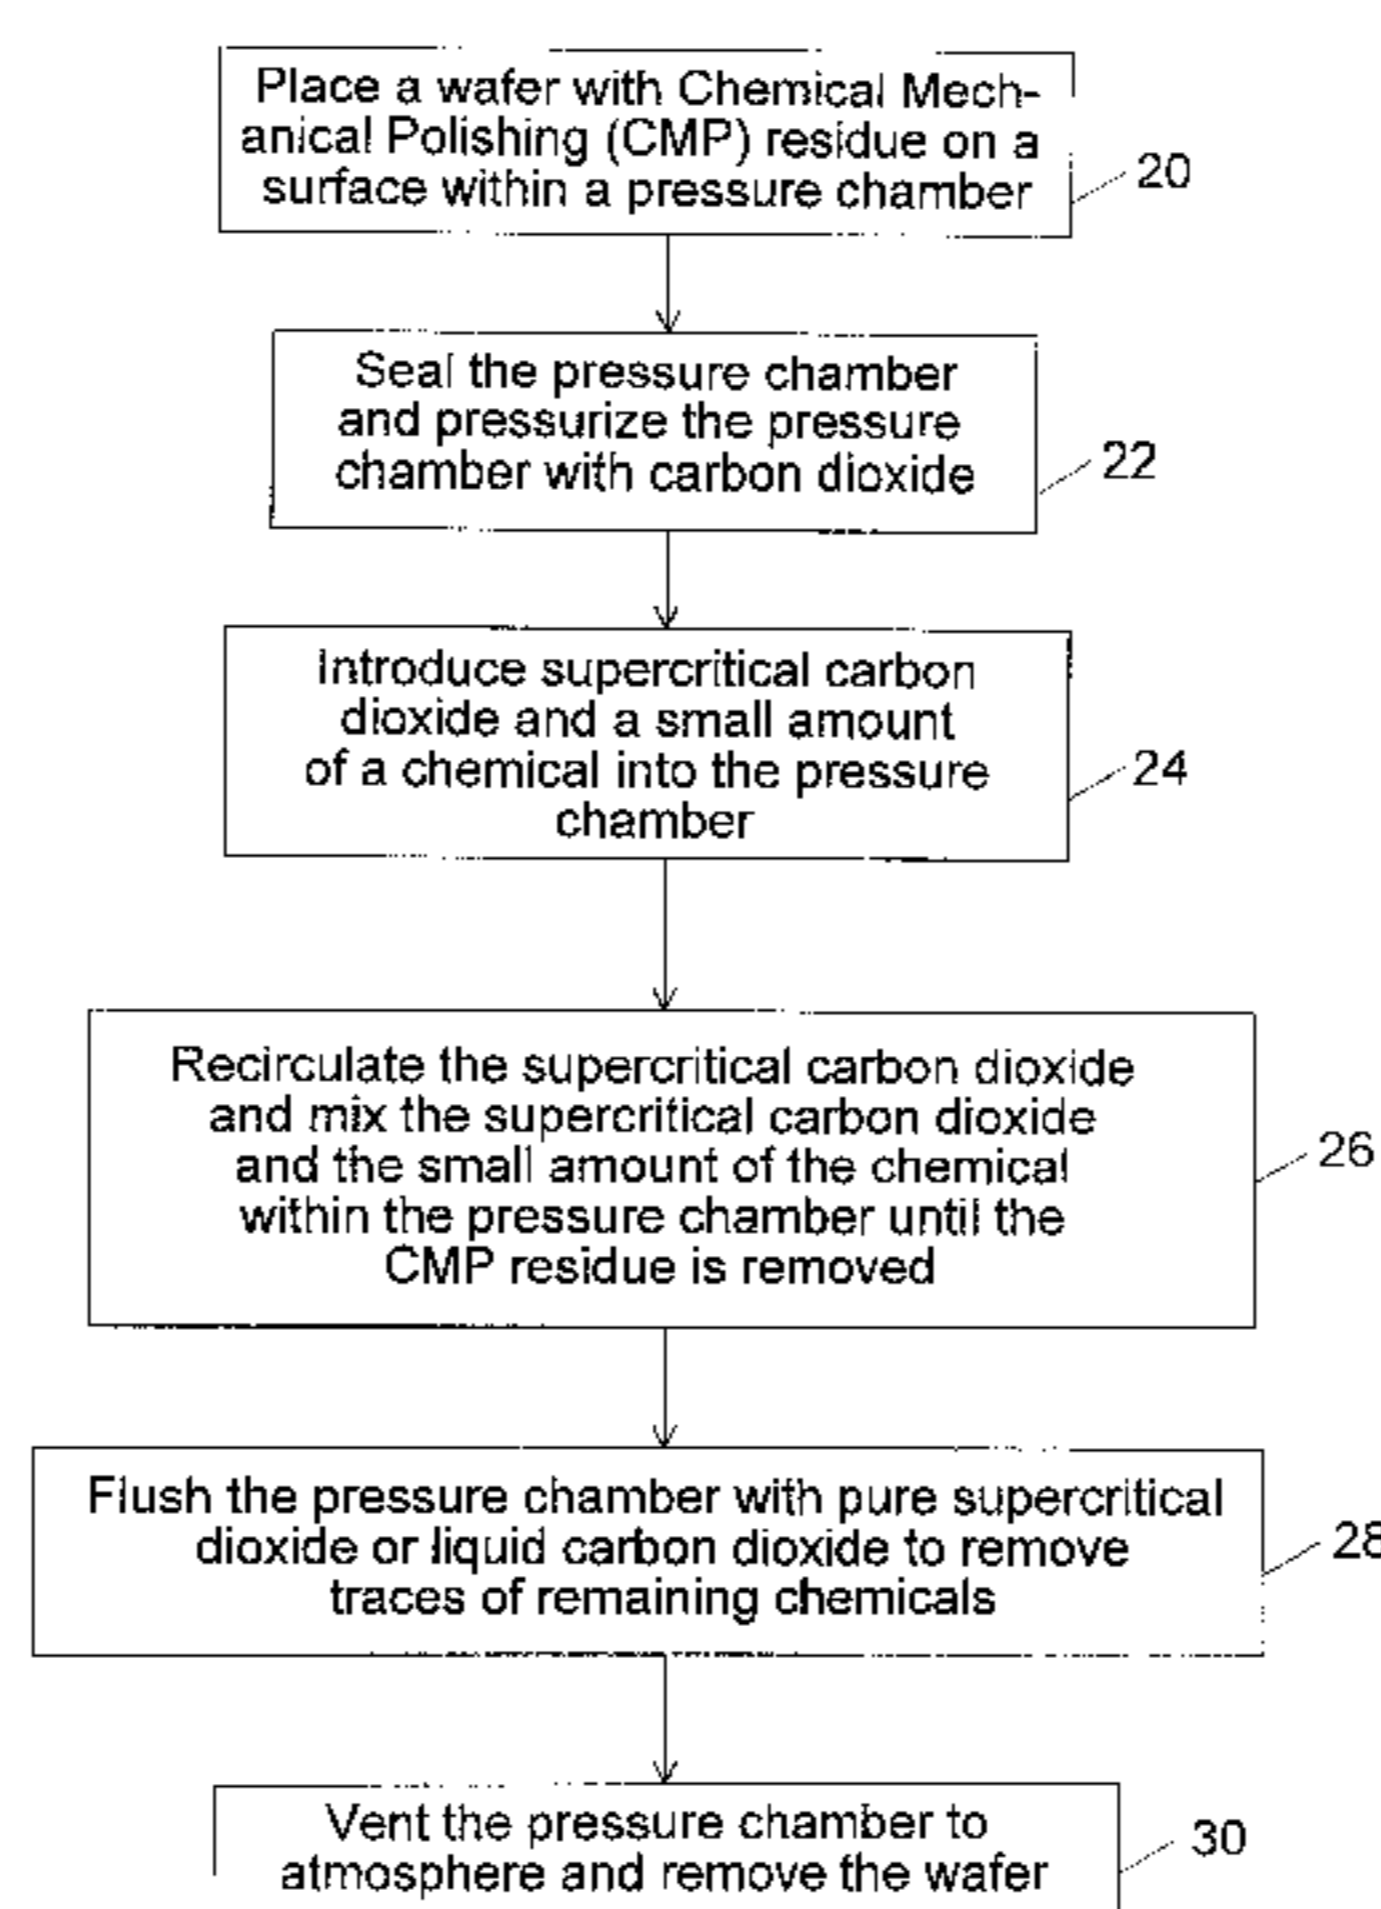 Place a wafer with Chemical Mech-
anical Polishing (CMP) residue on a
surface within a pressure chamber
20
Seal the pressure chamber
and pressurize the pressure
chamber with carbon dioxide
22
Introduce supercritical carbon
dioxide and a small amount
of a chemical into the pressure
chamber
24
Recirculate the supercritical carbon dioxide
and mix the supercritical carbon dioxide
and the small amount of the chemical
within the pressure chamber until the
CMP residue is removed
26
Flush the pressure chamber with pure supercritical
dioxide or liquid carbon dioxide to remove
traces of remaining chemicals
28
Vent the pressure chamber to
atmosphere and remove the wafer
30